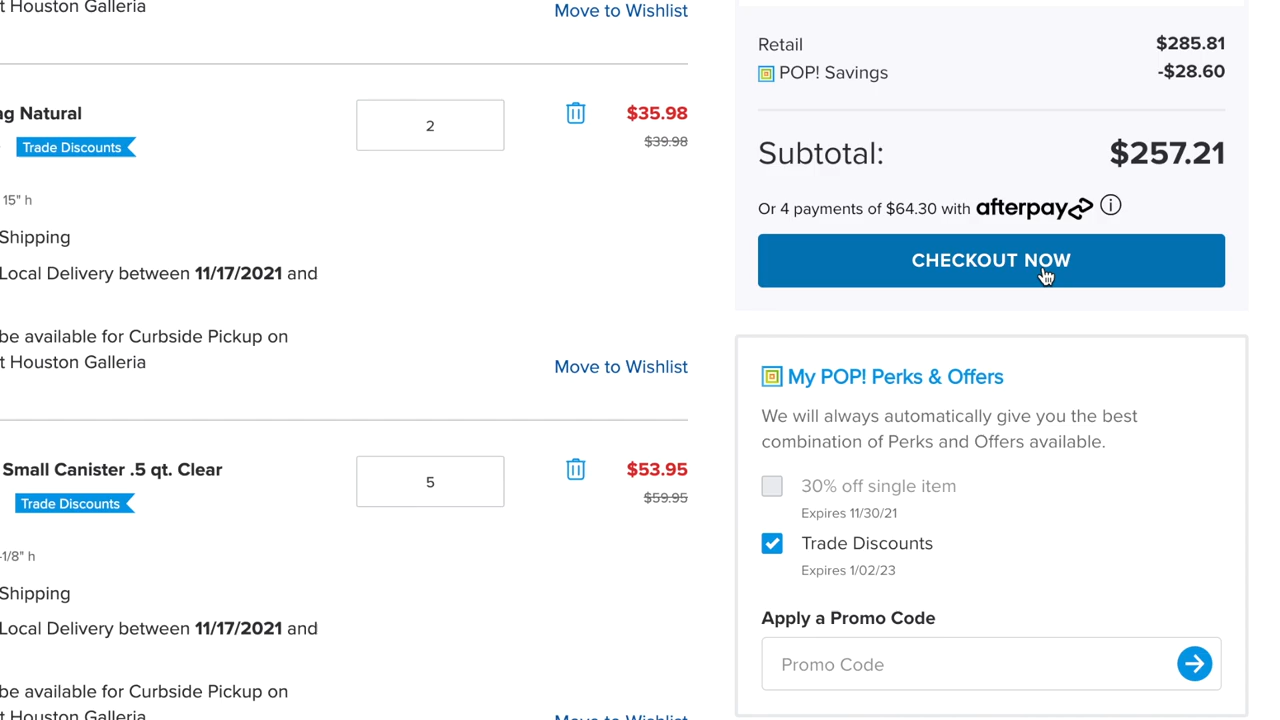 t Houston Galleria
Move to Wishlist
ng Natural
2
$35.98
$39.98
Trade Discounts
15" h
Shipping
Local Delivery between 11/17/2021 and
be available for Curbside Pickup on
t Houston Galleria
Move to Wishlist
Small Canister .5 qt. Clear
5
$53.95
$59.95
Trade Discounts
-1/8" h
Shipping
Local Delivery between 11/17/2021 and
be available for Curbside Pickup on
t Houston Galleria
Move to Wishlist
Retail $285.81
POP! Savings -$28.60
Subtotal: $257.21
Or 4 payments of $64.30 with afterpay
CHECKOUT NOW
My POP! Perks & Offers
We will always automatically give you the best
combination of Perks and Offers available.
30% off single item
Expires 11/30/21
Trade Discounts
Expires 1/02/23
Apply a Promo Code
Promo Code